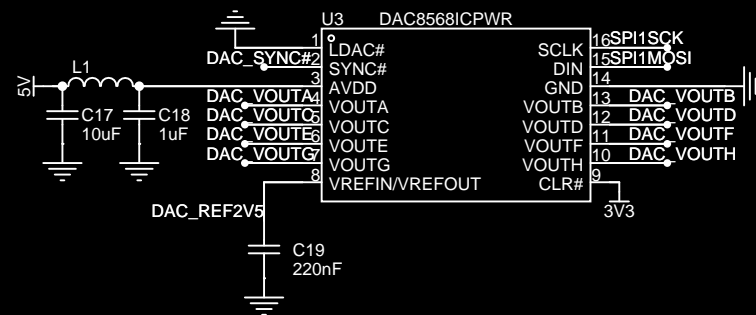 U3 DAC8568ICPWR
1 LDAC# SCLK 16 SPI1SCK
DAC_SYNC# 2 SYNC# DIN 15 SPI1MOSI
5V L1 3 AVDD GND 14
DAC_VOUTA 4 VOUTA VOUTB 13 DAC_VOUTB
C17 C18 DAC_VOUTC 5 VOUTC VOUTD 12 DAC_VOUTD
10uF 1uF DAC_VOUTE 6 VOUTE VOUTF 11 DAC_VOUTF
DAC_VOUTG 7 VOUTG VOUTH 10 DAC_VOUTH
8 VREFIN/VREFOUT CLR# 9
DAC_REF2V5 3V3
C19
220nF